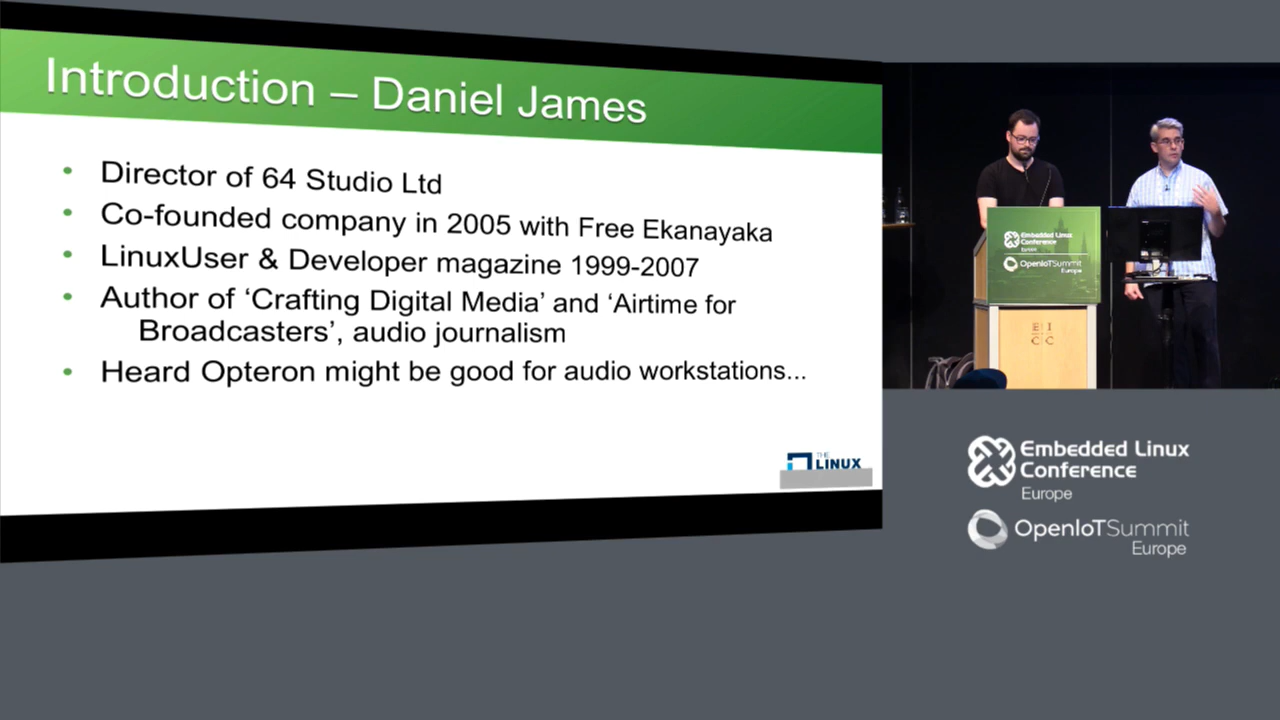 Introduction – Daniel James
Director of 64 Studio Ltd
Co-founded company in 2005 with Free Ekanayaka
LinuxUser & Developer magazine 1999-2007
Author of ‘Crafting Digital Media’ and ‘Airtime for
Broadcasters’, audio journalism
Heard Opteron might be good for audio workstations...
THE
LINUX
Embedded Linux
Conference
Europe
OpenIoTSummit
Europe
EI
CC
Embedded Linux
Conference
Europe
OpenIoTSummit
Europe